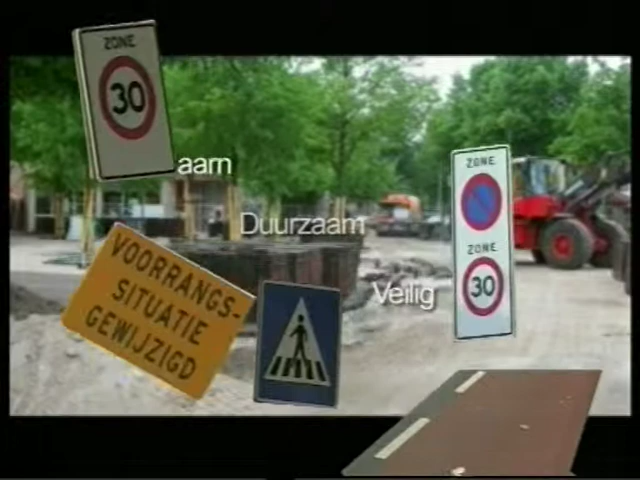 ZONE
30
aam
Duurzaam
Veilig
ZONE
ZONE
30
VOORRANGS-
SITUATIE
GEWIJZIGD